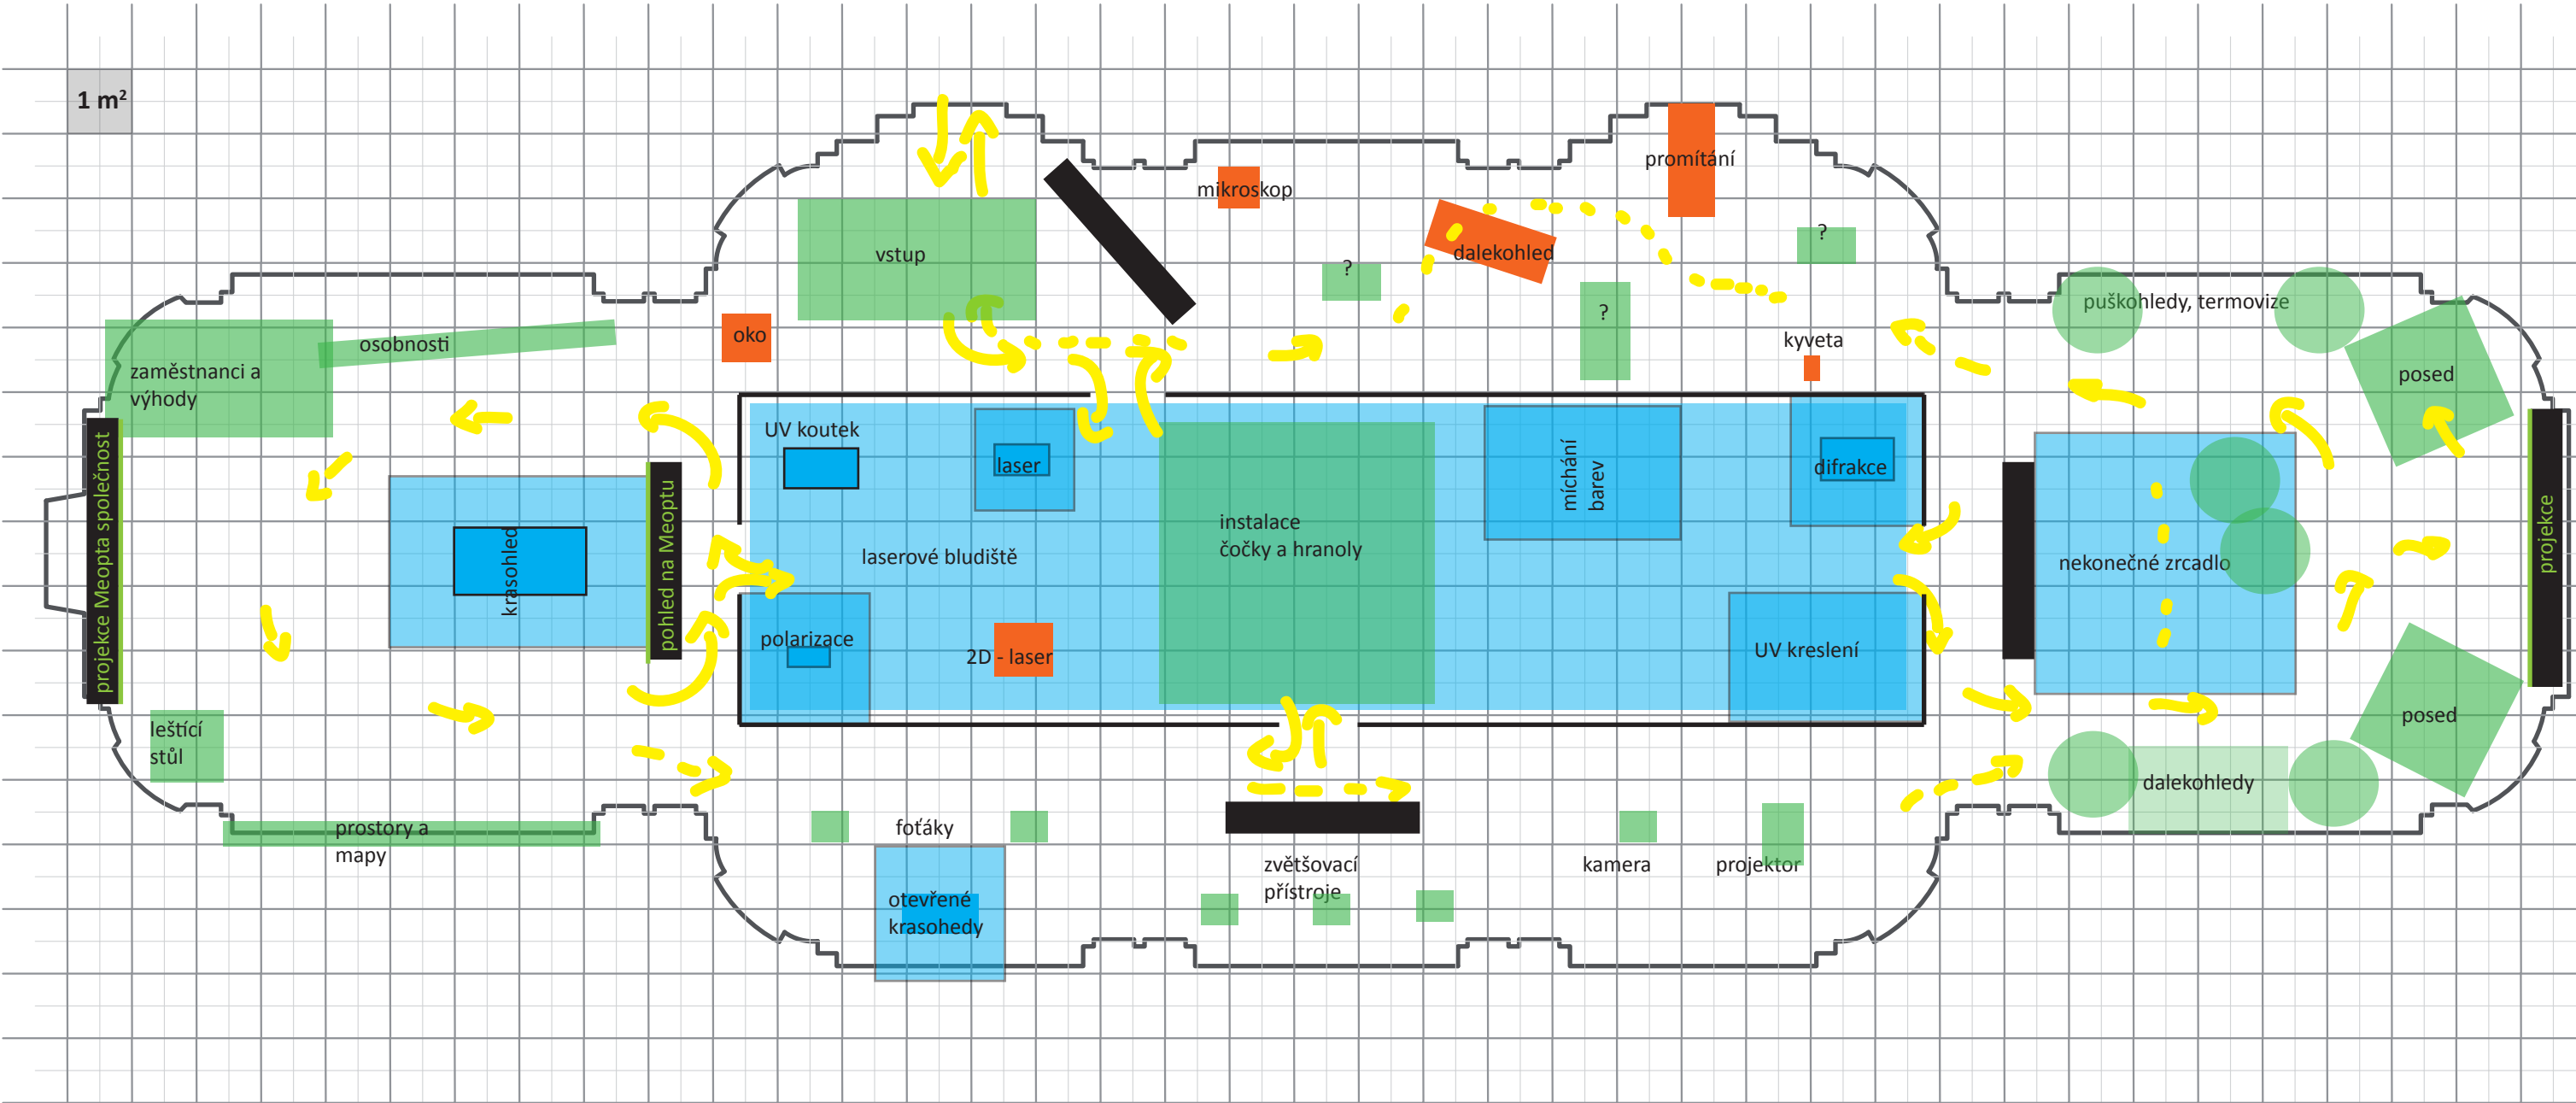 1 m²
promítání
mikroskop
?
vstup
dalekohled
?
puškohledy, termovize
?
oko
osobnosti
kyveta
zaměstnanci a
výhody
posed
UV koutek
laser
difrakce
míchání
barev
projekce Meopta společnost
pohled na Meoptu
krasohled
instalace
čočky a hranoly
laserové bludiště
nekonečné zrcadlo
projekce
polarizace
2D - laser
UV kreslení
leštící
stůl
posed
dalekohledy
prostory a
mapy
foťáky
zvětšovací
přístroje
kamera
projektor
otevřené
krasohedy